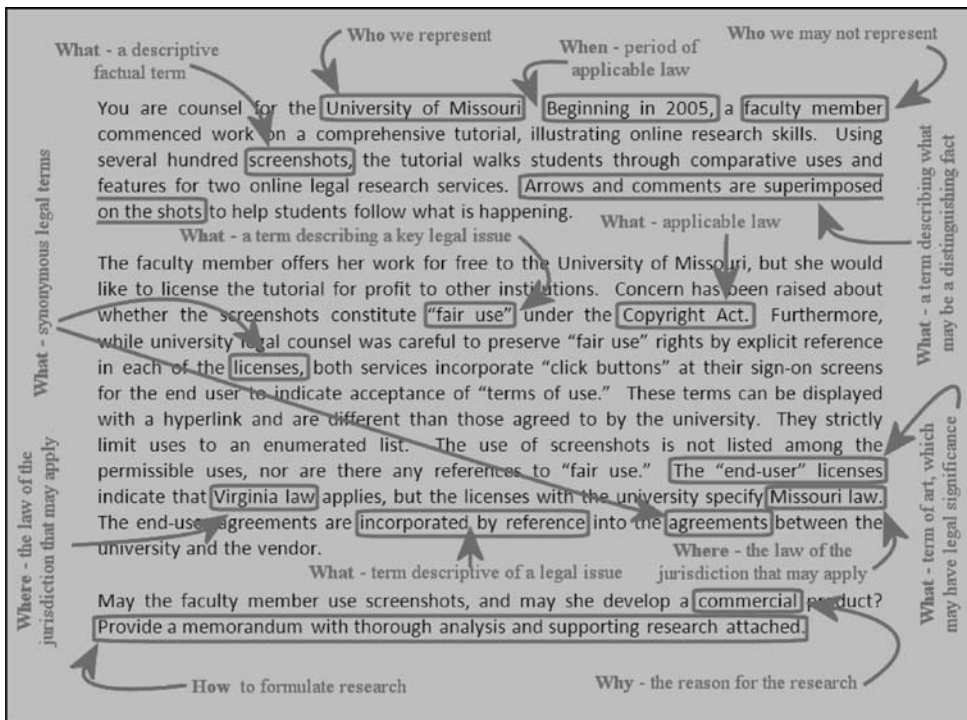 Who we represent
What - a descriptive
factual term
When - period of
applicable law
Who we may not represent
You are counsel for the University of Missouri Beginning in 2005, a faculty member
commenced work on a comprehensive tutorial, illustrating online research skills. Using
several hundred screenshots, the tutorial walks students through comparative uses and
features for two online legal research services. Arrows and comments are superimposed
on the shots to help students follow what is happening.
What - a term describing a key legal issue
What - applicable law
What - synonymous legal terms
What - a term describing what
may be a distinguishing fact
The faculty member offers her work for free to the University of Missouri, but she would
like to license the tutorial for profit to other institutions. Concern has been raised about
whether the screenshots constitute "fair use" under the Copyright Act. Furthermore,
while university legal counsel was careful to preserve "fair use" rights by explicit reference
in each of the licenses, both services incorporate "click buttons" at their sign-on screens
for the end user to indicate acceptance of "terms of use." These terms can be displayed
with a hyperlink and are different than those agreed to by the university. They strictly
limit uses to an enumerated list. The use of screenshots is not listed among the
permissible uses, nor are there any references to "fair use." The "end-user" licenses
indicate that Virginia law applies, but the licenses with the university specify Missouri law.
The end-use agreements are incorporated by reference into the agreements between the
university and the vendor.
Where - the law of the
jurisdiction that may apply
What - term descriptive of a legal issue
Where - the law of the
jurisdiction that may apply
What - term of art, which
may have legal significance
May the faculty member use screenshots, and may she develop a commercial product?
Provide a memorandum with thorough analysis and supporting research attached.
How to formulate research
Why - the reason for the research